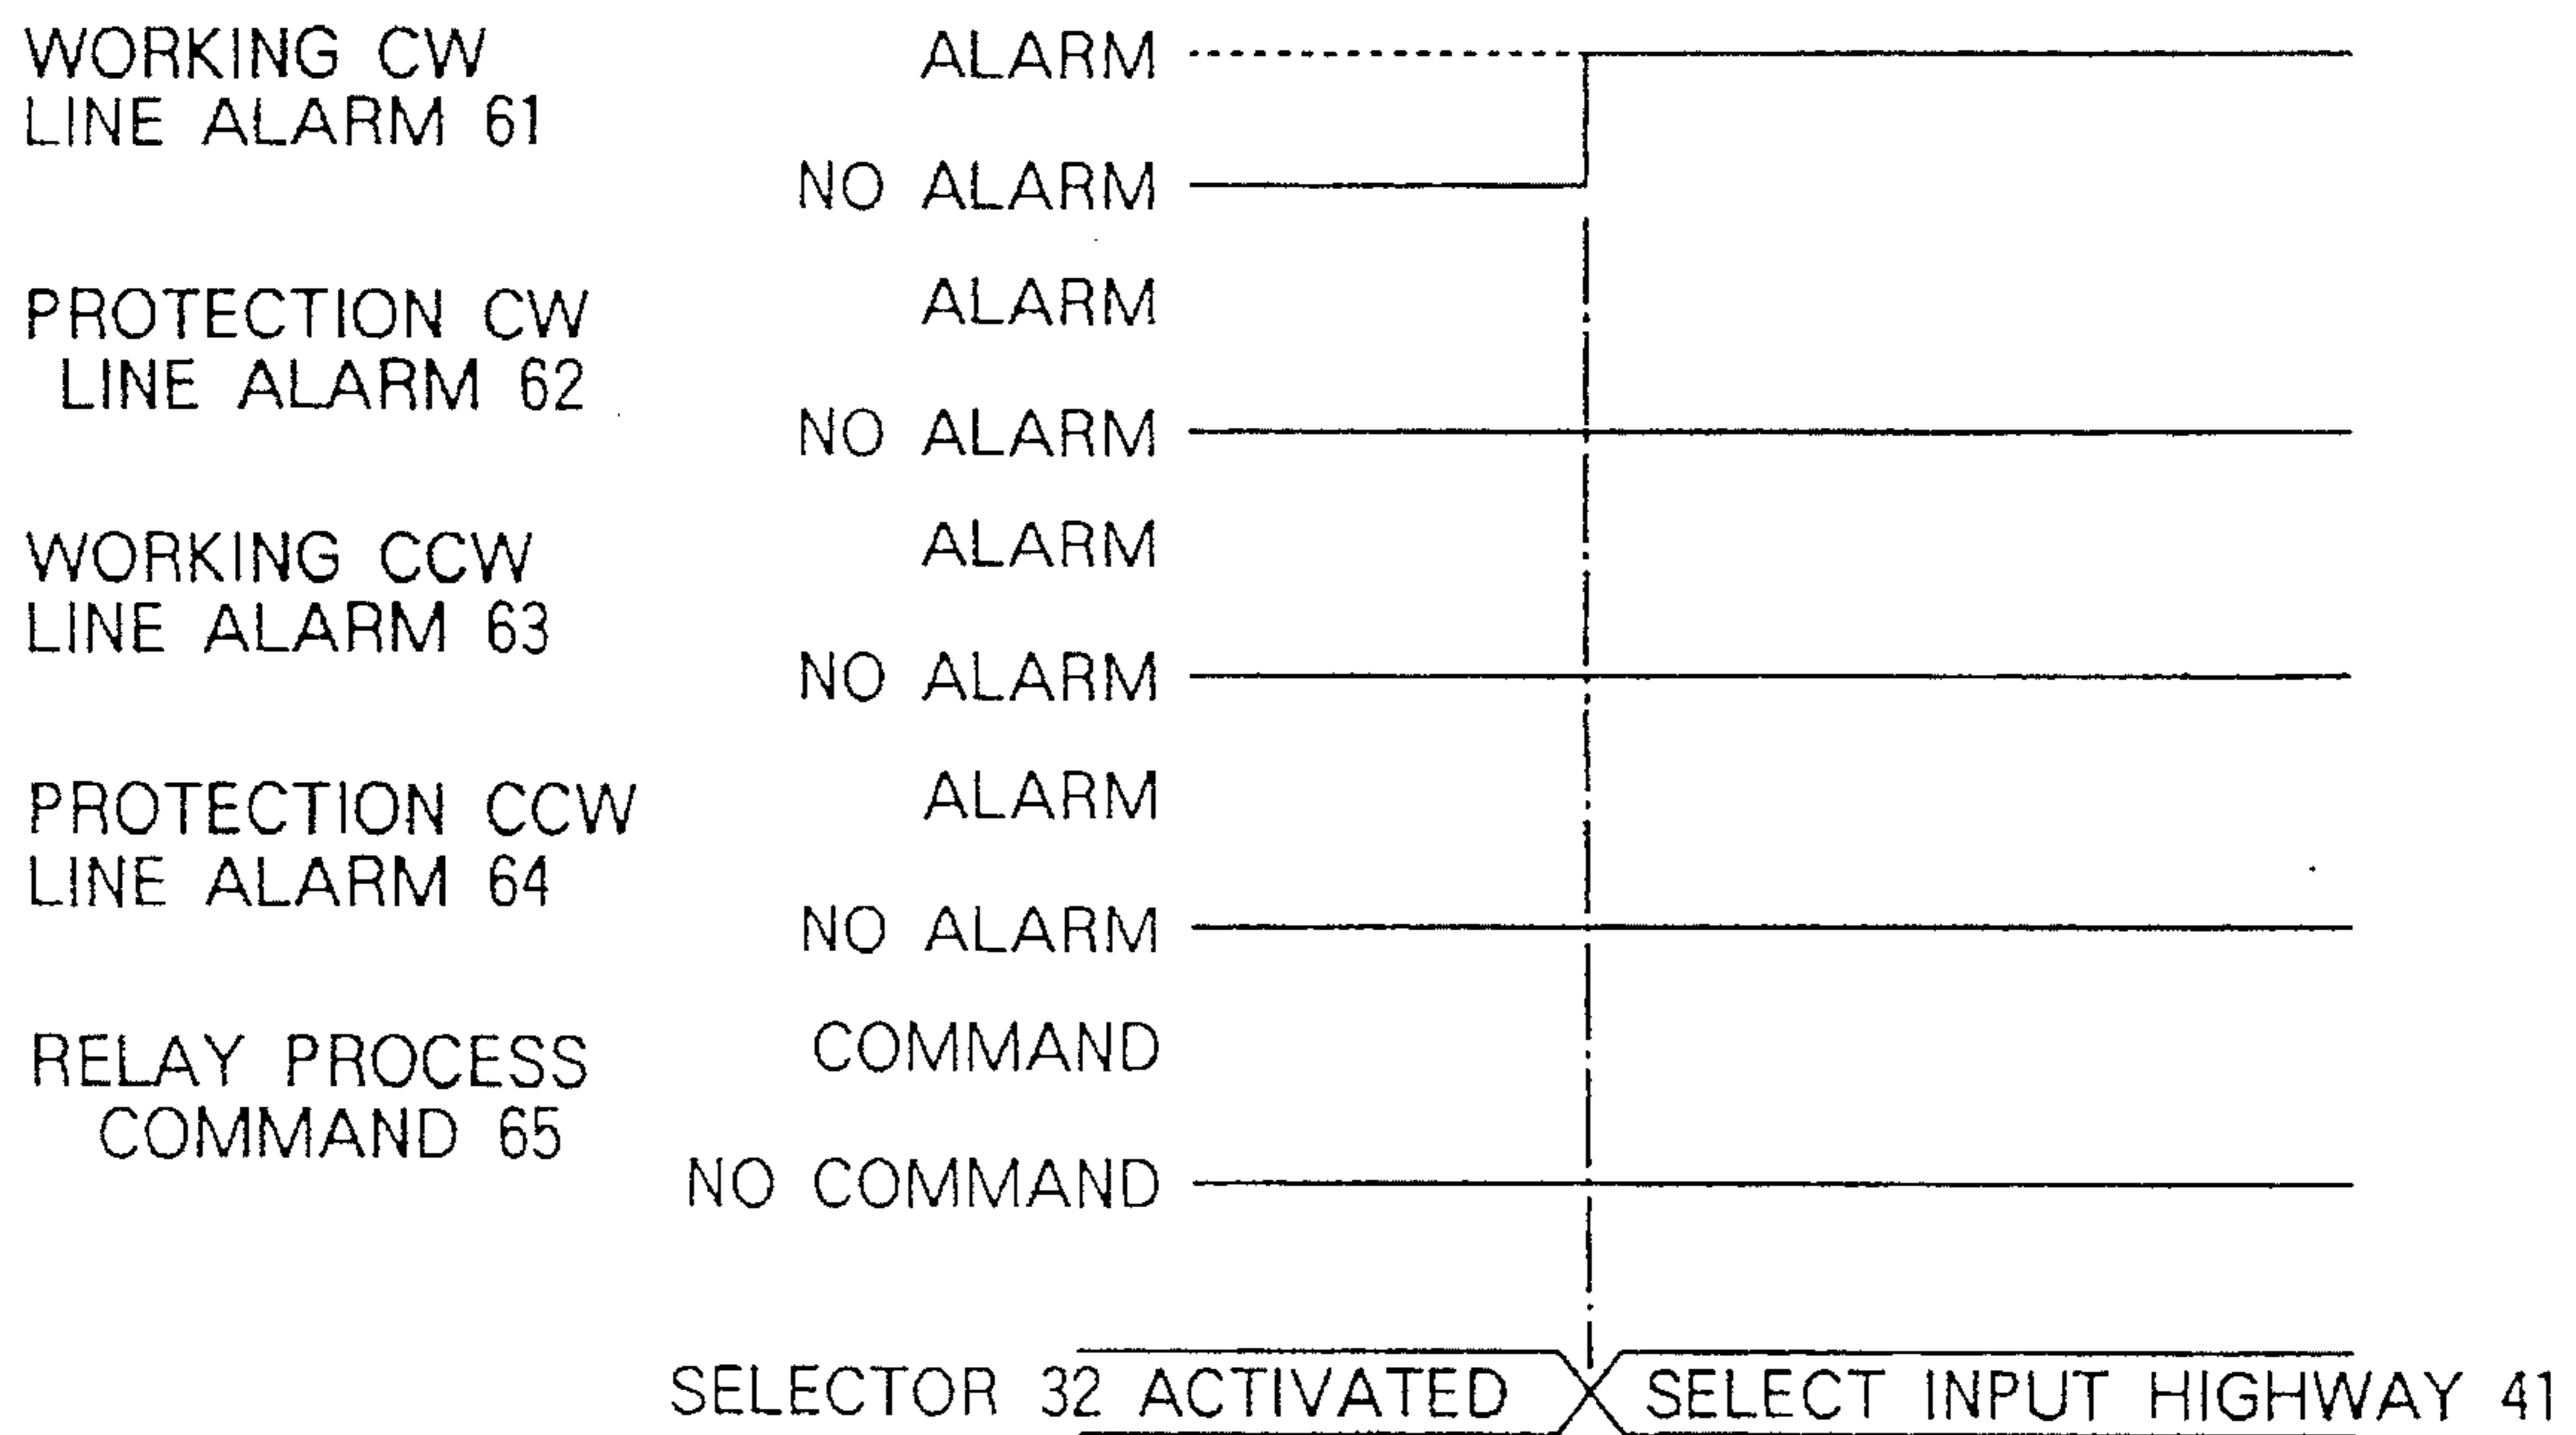 WORKING CW
LINE ALARM 61
ALARM
NO ALARM
PROTECTION CW
LINE ALARM 62
ALARM
NO ALARM
WORKING CCW
LINE ALARM 63
ALARM
NO ALARM
PROTECTION CCW
LINE ALARM 64
ALARM
NO ALARM
RELAY PROCESS
COMMAND 65
COMMAND
NO COMMAND
SELECTOR 32 ACTIVATED SELECT INPUT HIGHWAY 41